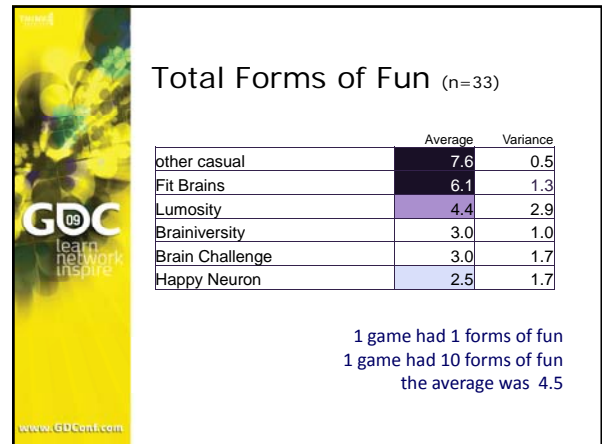 THINK
Total Forms of Fun (n=33)
Average Variance
other casual 7.6 0.5
Fit Brains 6.1 1.3
Lumosity 4.4 2.9
Brainiversity 3.0 1.0
Brain Challenge 3.0 1.7
Happy Neuron 2.5 1.7
GDC 09
learn
network
inspire
1 game had 1 forms of fun
1 game had 10 forms of fun
the average was 4.5
www.GDConf.com